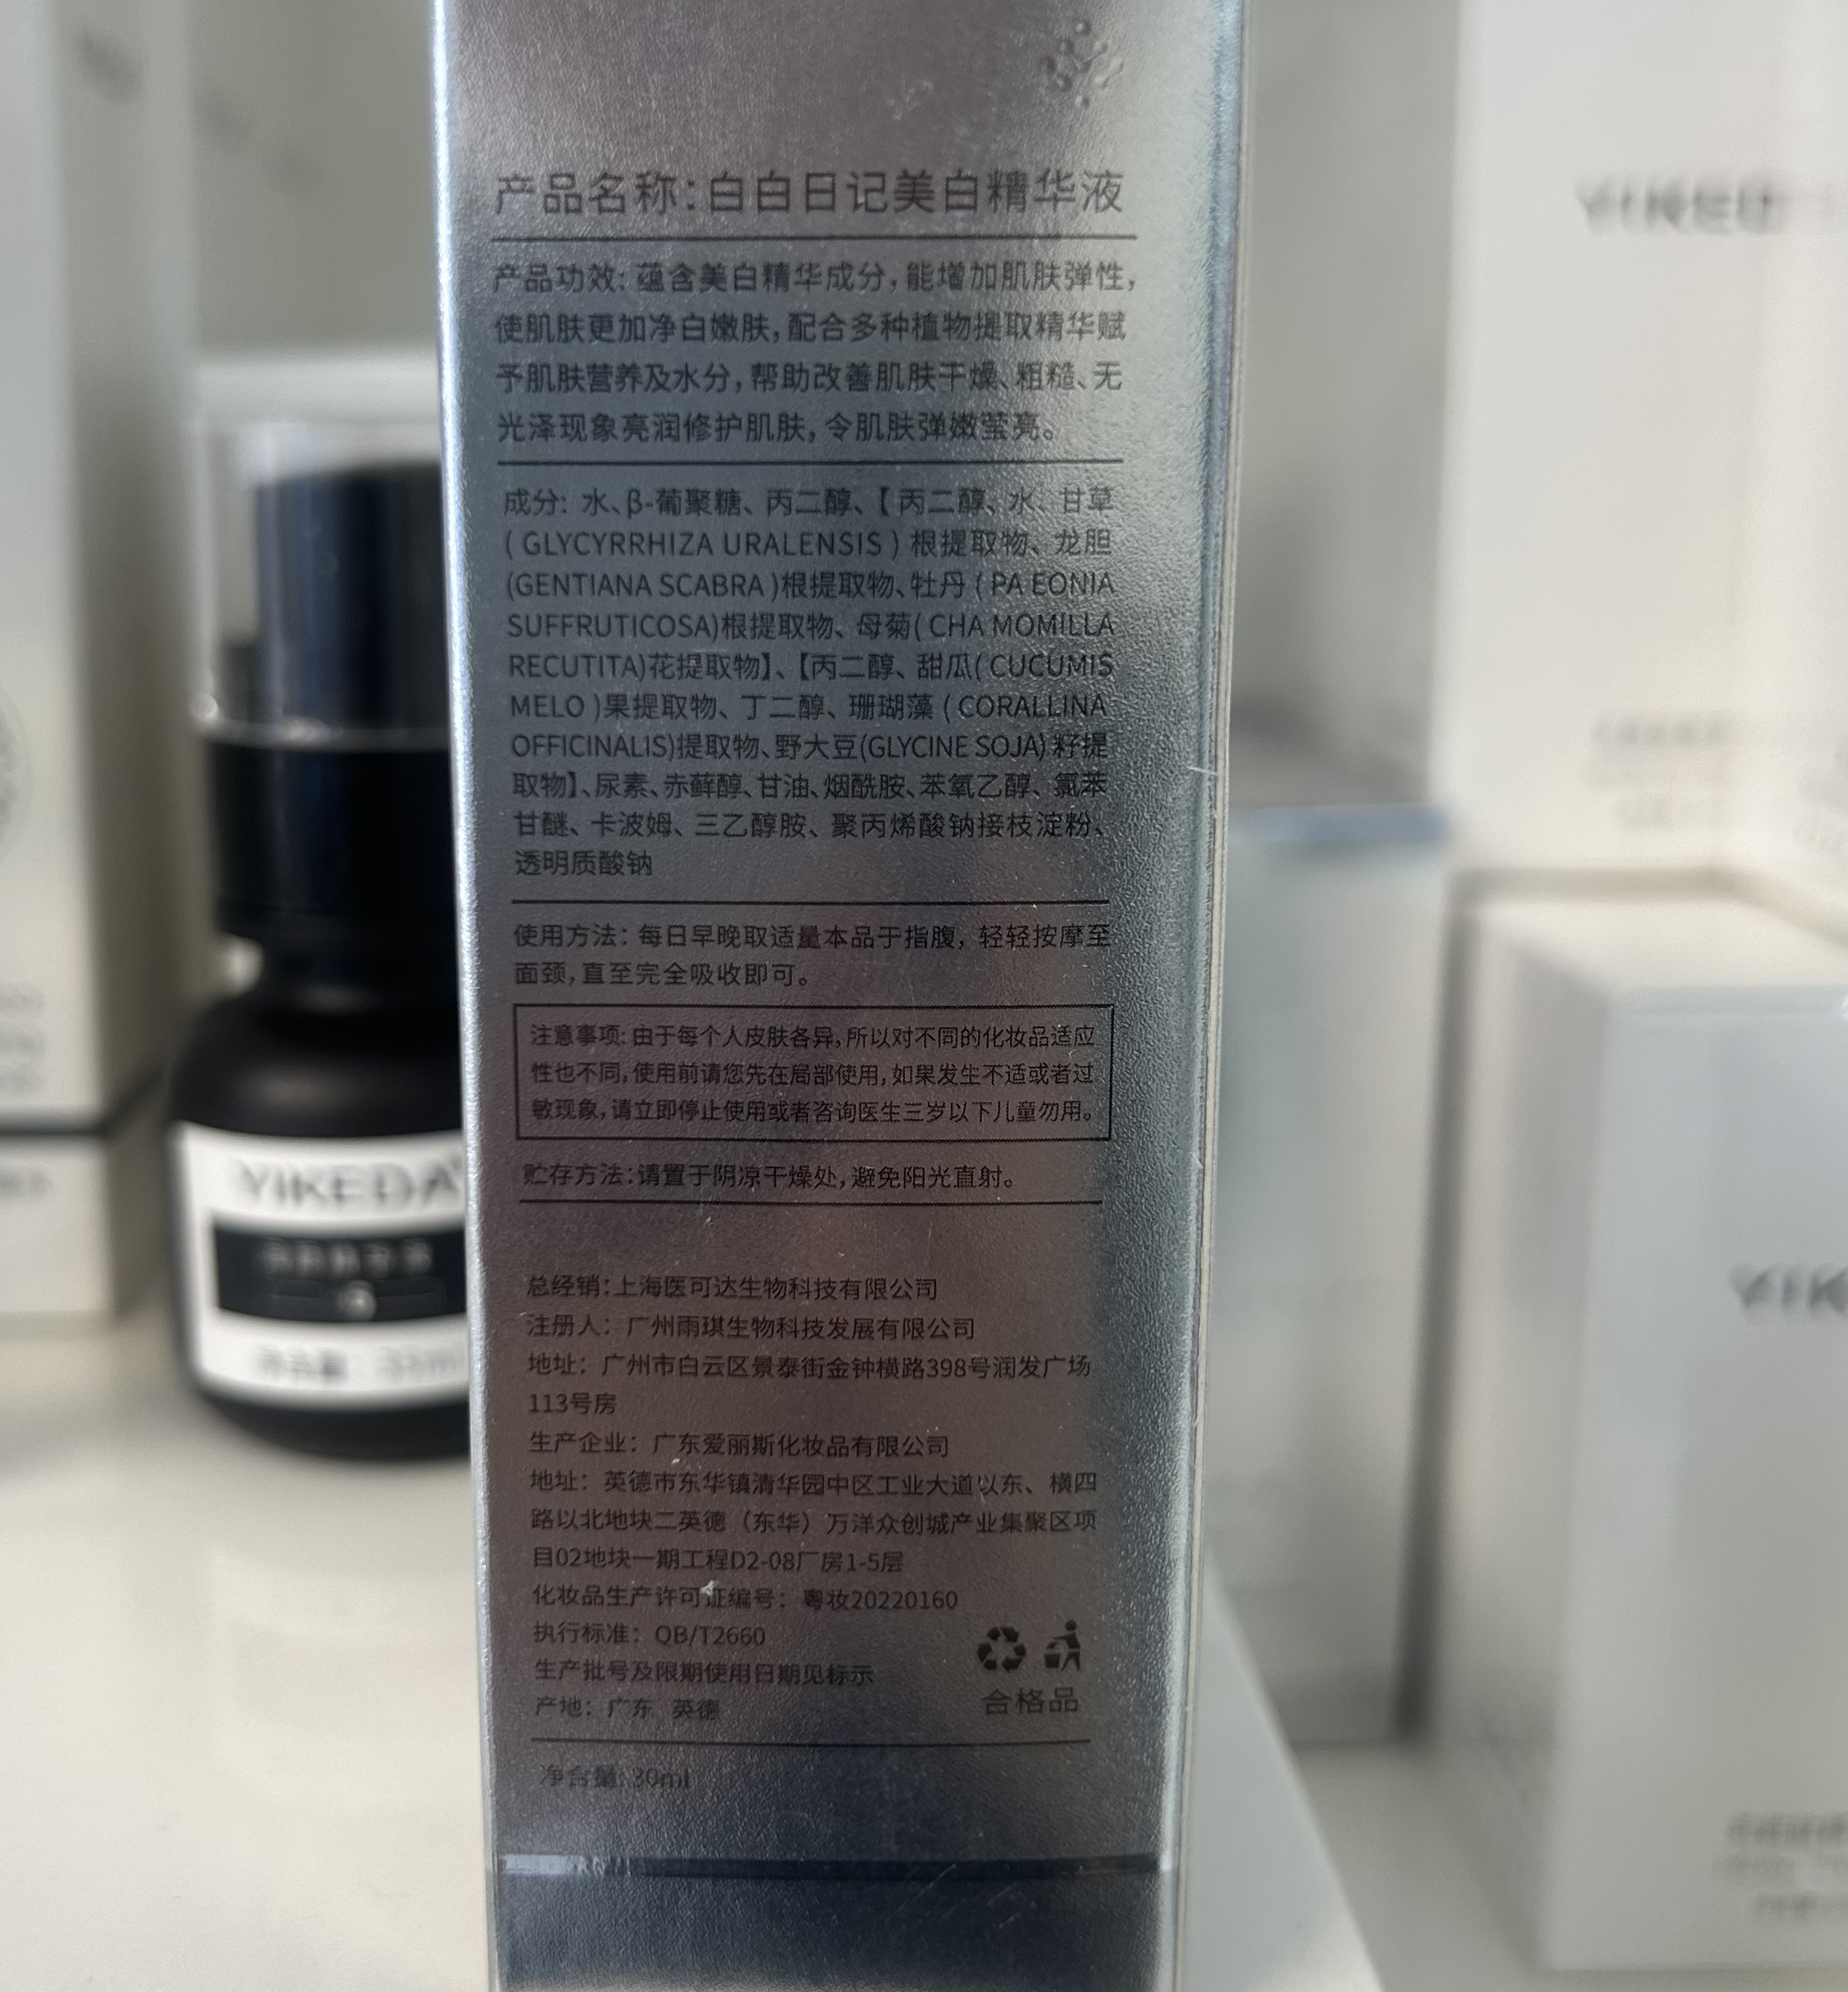 产品名称：白白日记美白精华液
产品功效: 蕴含美白精华成分，能增加肌肤弹性，
使肌肤更加净白嫩肤，配合多种植物提取精华赋
予肌肤营养及水分，帮助改善肌肤干燥、粗糙、无
光泽现象亮润修护肌肤，令肌肤弹嫩莹亮。
成分: 水、β-葡聚糖、丙二醇、【 丙二醇、水、甘草
( GLYCYRRHIZA URALENSIS ) 根提取物、龙胆
(GENTIANA SCABRA )根提取物、牡丹 ( PA EONIA
SUFFRUTICOSA)根提取物、母菊( CHA MOMILLA
RECUTITA)花提取物】、【丙二醇、甜瓜( CUCUMIS
MELO )果提取物、丁二醇、珊瑚藻 ( CORALLINA
OFFICINALIS)提取物、野大豆(GLYCINE SOJA) 籽提
取物】、尿素、赤藓醇、甘油、烟酰胺、苯氧乙醇、氯苯
甘醚、卡波姆、三乙醇胺、聚丙烯酸钠接枝淀粉、
透明质酸钠
使用方法：每日早晚取适量本品于指腹，轻轻按摩至
面颈，直至完全吸收即可。
注意事项: 由于每个人皮肤各异，所以对不同的化妆品适应
性也不同，使用前请您先在局部使用，如果发生不适或者过
敏现象，请立即停止使用或者咨询医生三岁以下儿童勿用。
贮存方法：请置于阴凉干燥处，避免阳光直射。
总经销：上海医可达生物科技有限公司
注册人：广州雨琪生物科技发展有限公司
地址：广州市白云区景泰街金钟横路398号润发广场
113号房
生产企业：广东爱丽斯化妆品有限公司
地址：英德市东华镇清华园中区工业大道以东、横四
路以北地块二英德（东华）万洋众创城产业集聚区项
目02地块一期工程D2-08厂房1-5层
化妆品生产许可证编号：粤妆20220160
执行标准：QB/T2660
生产批号及限期使用日期见标示
产地：广东 英德
合格品
净含量: 30ml
YIKEDA
YIKED
YIK